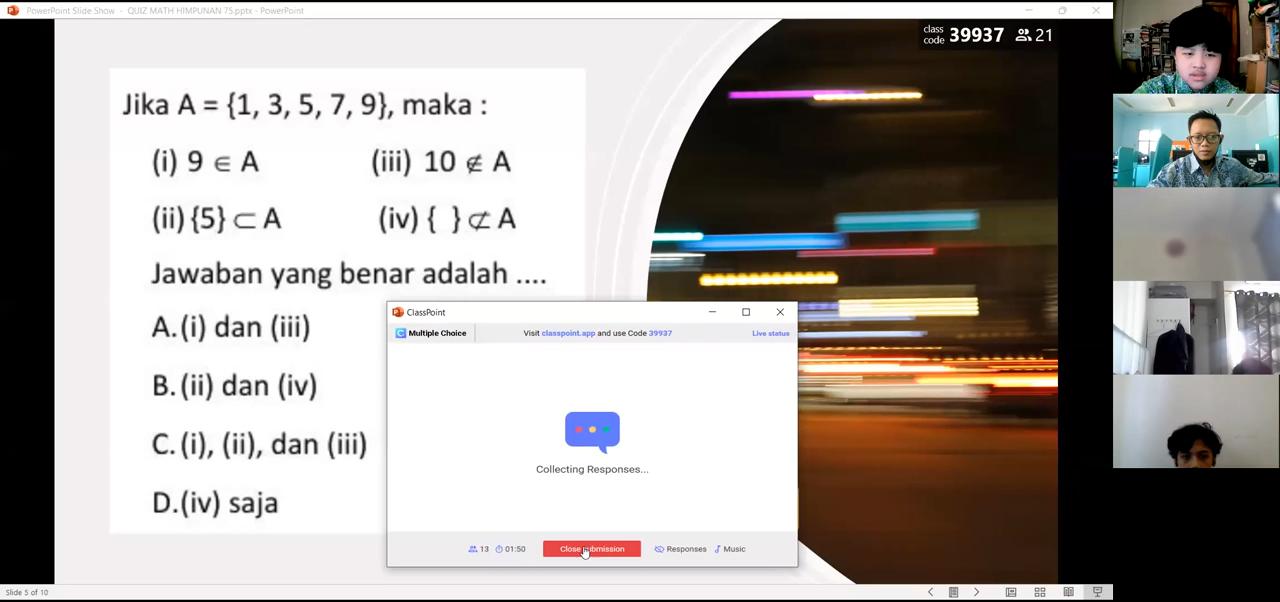 PowerPoint Slide Show - QUIZ MATH HIMPUNAN 75.pptx - PowerPoint
class code 39937 21
Jika A = {1, 3, 5, 7, 9}, maka :
(i) 9 ∈ A (iii) 10 ∉ A
(ii) {5} ⊂ A (iv) { } ⊄ A
Jawaban yang benar adalah ....
A. (i) dan (iii)
B. (ii) dan (iv)
C. (i), (ii), dan (iii)
D. (iv) saja
ClassPoint
Multiple Choice Visit classpoint.app and use Code 39937 Live status
Collecting Responses...
13 01:50 Close submission Responses Music
Slide 5 of 10